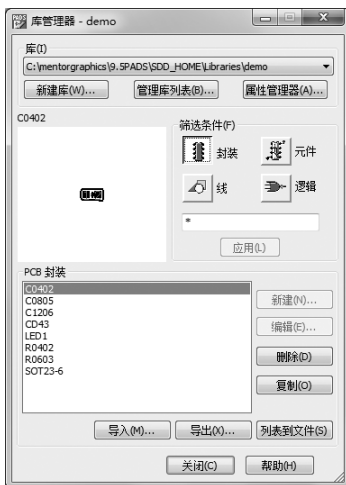 库管理器 - demo
库(I)
C:\mentorgraphics\9.5PADS\SDD_HOME\Libraries\demo
新建库(W)... 管理库列表(B)... 属性管理器(A)...
C0402
筛选条件(F)
封装 元件
线 逻辑
*
应用(L)
PCB 封装
C0402
C0805
C1206
CD43
LED1
R0402
R0603
SOT23-6
新建(N)...
编辑(E)...
删除(D)
复制(O)
导入(M)... 导出(X)... 列表到文件(S)
关闭(C) 帮助(H)